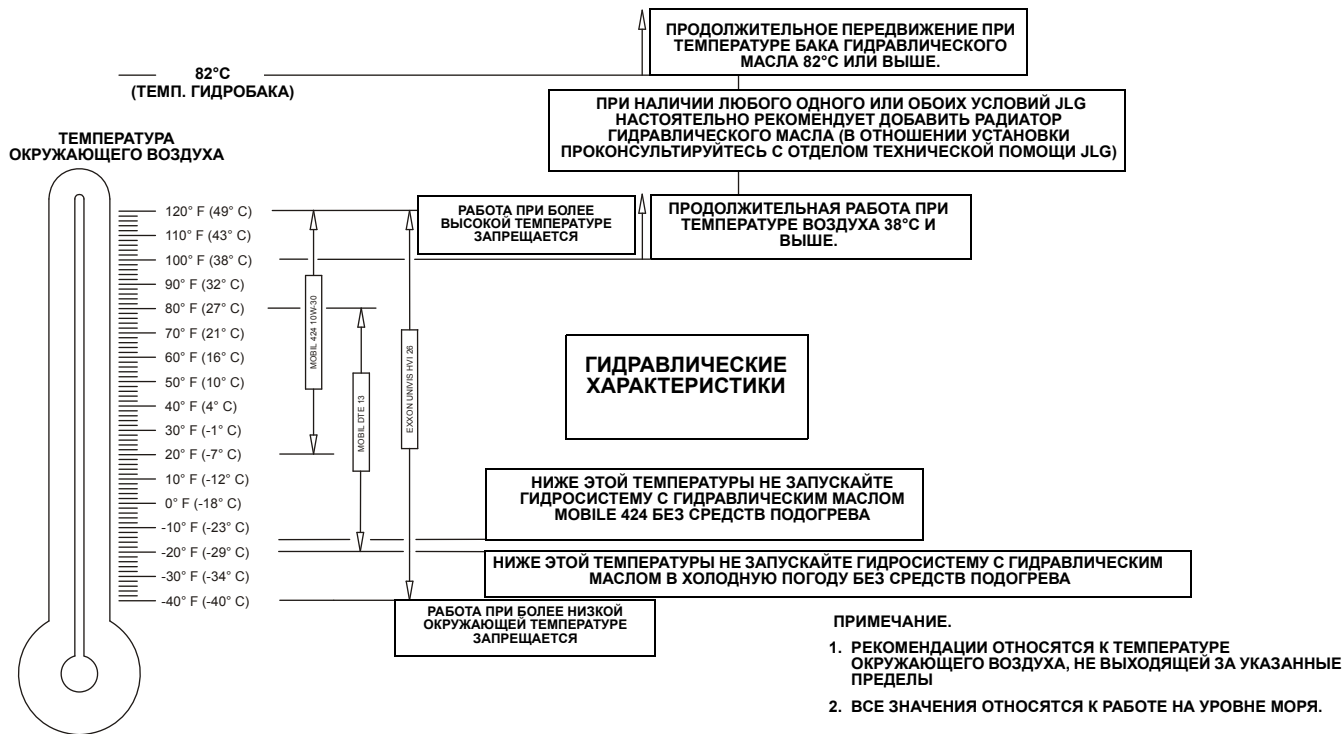 ПРОДОЛЖИТЕЛЬНОЕ ПЕРЕДВИЖЕНИЕ ПРИ
ТЕМПЕРАТУРЕ БАКА ГИДРАВЛИЧЕСКОГО
МАСЛА 82°C ИЛИ ВЫШЕ.
82°C
(ТЕМП. ГИДРОБАКА)
ПРИ НАЛИЧИИ ЛЮБОГО ОДНОГО ИЛИ ОБОИХ УСЛОВИЙ JLG
НАСТОЯТЕЛЬНО РЕКОМЕНДУЕТ ДОБАВИТЬ РАДИАТОР
ГИДРАВЛИЧЕСКОГО МАСЛА (В ОТНОШЕНИИ УСТАНОВКИ
ПРОКОНСУЛЬТИРУЙТЕСЬ С ОТДЕЛОМ ТЕХНИЧЕСКОЙ ПОМОЩИ JLG)
ТЕМПЕРАТУРА
ОКРУЖАЮЩЕГО ВОЗДУХА
120° F (49° C)
110° F (43° C)
100° F (38° C)
90° F (32° C)
80° F (27° C)
70° F (21° C)
60° F (16° C)
50° F (10° C)
40° F (4° C)
30° F (-1° C)
20° F (-7° C)
10° F (-12° C)
0° F (-18° C)
-10° F (-23° C)
-20° F (-29° C)
-30° F (-34° C)
-40° F (-40° C)
MOBIL 424 10W-30
MOBIL DTE 13
EXXON UNIVIS HVI 26
РАБОТА ПРИ БОЛЕЕ
ВЫСОКОЙ ТЕМПЕРАТУРЕ
ЗАПРЕЩАЕТСЯ
ПРОДОЛЖИТЕЛЬНАЯ РАБОТА ПРИ
ТЕМПЕРАТУРЕ ВОЗДУХА 38°C И
ВЫШЕ.
ГИДРАВЛИЧЕСКИЕ
ХАРАКТЕРИСТИКИ
НИЖЕ ЭТОЙ ТЕМПЕРАТУРЫ НЕ ЗАПУСКАЙТЕ
ГИДРОСИСТЕМУ С ГИДРАВЛИЧЕСКИМ МАСЛОМ
MOBILE 424 БЕЗ СРЕДСТВ ПОДОГРЕВА
НИЖЕ ЭТОЙ ТЕМПЕРАТУРЫ НЕ ЗАПУСКАЙТЕ ГИДРОСИСТЕМУ С ГИДРАВЛИЧЕСКИМ
МАСЛОМ В ХОЛОДНУЮ ПОГОДУ БЕЗ СРЕДСТВ ПОДОГРЕВА
РАБОТА ПРИ БОЛЕЕ НИЗКОЙ
ОКРУЖАЮЩЕЙ ТЕМПЕРАТУРЕ
ЗАПРЕЩАЕТСЯ
ПРИМЕЧАНИЕ.
1. РЕКОМЕНДАЦИИ ОТНОСЯТСЯ К ТЕМПЕРАТУРЕ
ОКРУЖАЮЩЕГО ВОЗДУХА, НЕ ВЫХОДЯЩЕЙ ЗА УКАЗАННЫЕ
ПРЕДЕЛЫ
2. ВСЕ ЗНАЧЕНИЯ ОТНОСЯТСЯ К РАБОТЕ НА УРОВНЕ МОРЯ.